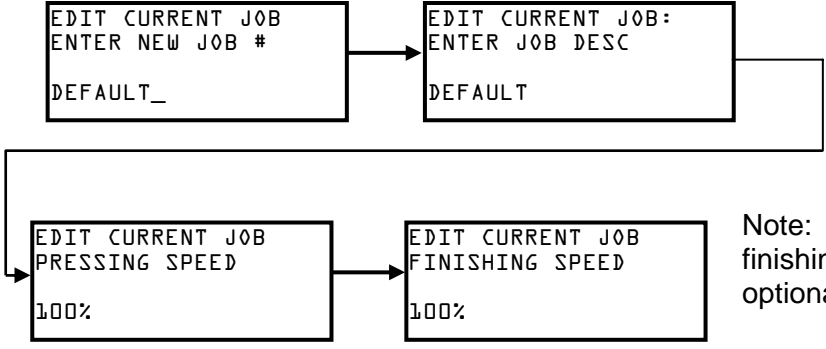 EDIT CURRENT JOB
ENTER NEW JOB #
DEFAULT_
EDIT CURRENT JOB:
ENTER JOB DESC
DEFAULT
EDIT CURRENT JOB
PRESSING SPEED
100%
EDIT CURRENT JOB
FINISHING SPEED
100%
Note: